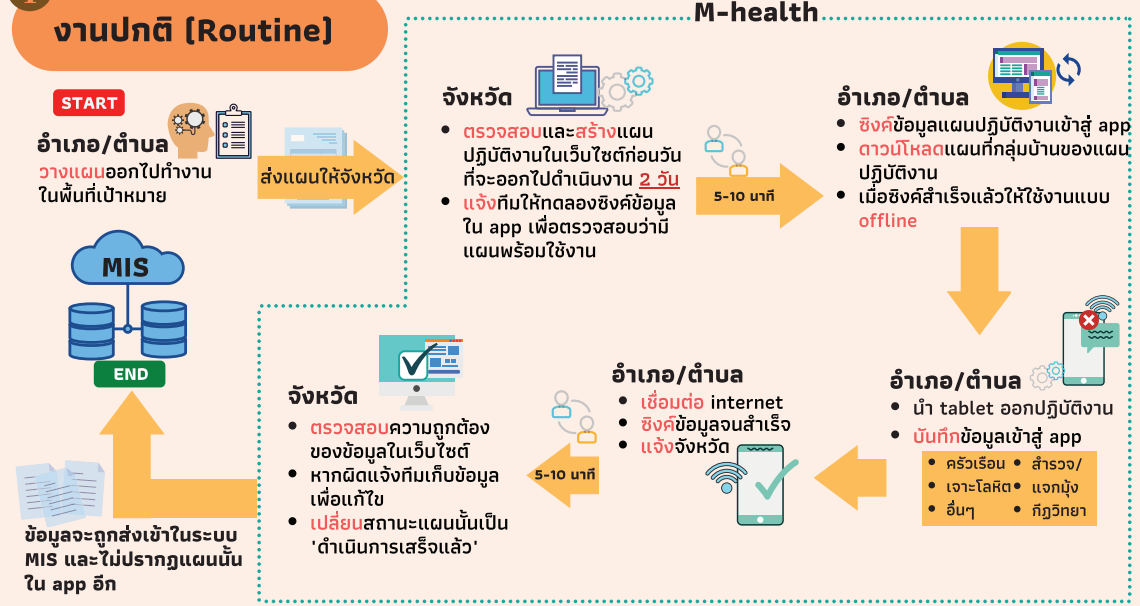 งานปกติ (Routine)
START
อำเภอ/ตำบล
วางแผนออกไปทำงาน
ในพื้นที่เป้าหมาย
ส่งแผนให้จังหวัด
M-health
จังหวัด
ตรวจสอบและสร้างแผน
ปฏิบัติงานในเว็บไซต์ก่อนวัน
ที่จะออกไปดำเนินงาน 2 วัน
แจ้งทีมให้ทดลองซิงค์ข้อมูล
ใน app เพื่อตรวจสอบว่ามี
แผนพร้อมใช้งาน
5-10 นาที
อำเภอ/ตำบล
ซิงค์ข้อมูลแผนปฏิบัติงานเข้าสู่ app
ดาวน์โหลดแผนที่กลุ่มบ้านของแผน
ปฏิบัติงาน
เมื่อซิงค์สำเร็จแล้วให้ใช้งานแบบ
offline
อำเภอ/ตำบล
นำ tablet ออกปฏิบัติงาน
บันทึกข้อมูลเข้าสู่ app
ครัวเรือน
เจาะโลหิต
อื่นๆ
สำรวจ/
แจกมุ้ง
กีฏวิทยา
อำเภอ/ตำบล
เชื่อมต่อ internet
ซิงค์ข้อมูลจนสำเร็จ
แจ้งจังหวัด
5-10 นาที
จังหวัด
ตรวจสอบความถูกต้อง
ของข้อมูลในเว็บไซต์
หากผิดแจ้งทีมเก็บข้อมูล
เพื่อแก้ไข
เปลี่ยนสถานะแผนนั้นเป็น
'ดำเนินการเสร็จแล้ว'
ข้อมูลจะถูกส่งเข้าในระบบ
MIS และไม่ปรากฏแผนนั้น
ใน app อีก
MIS
END